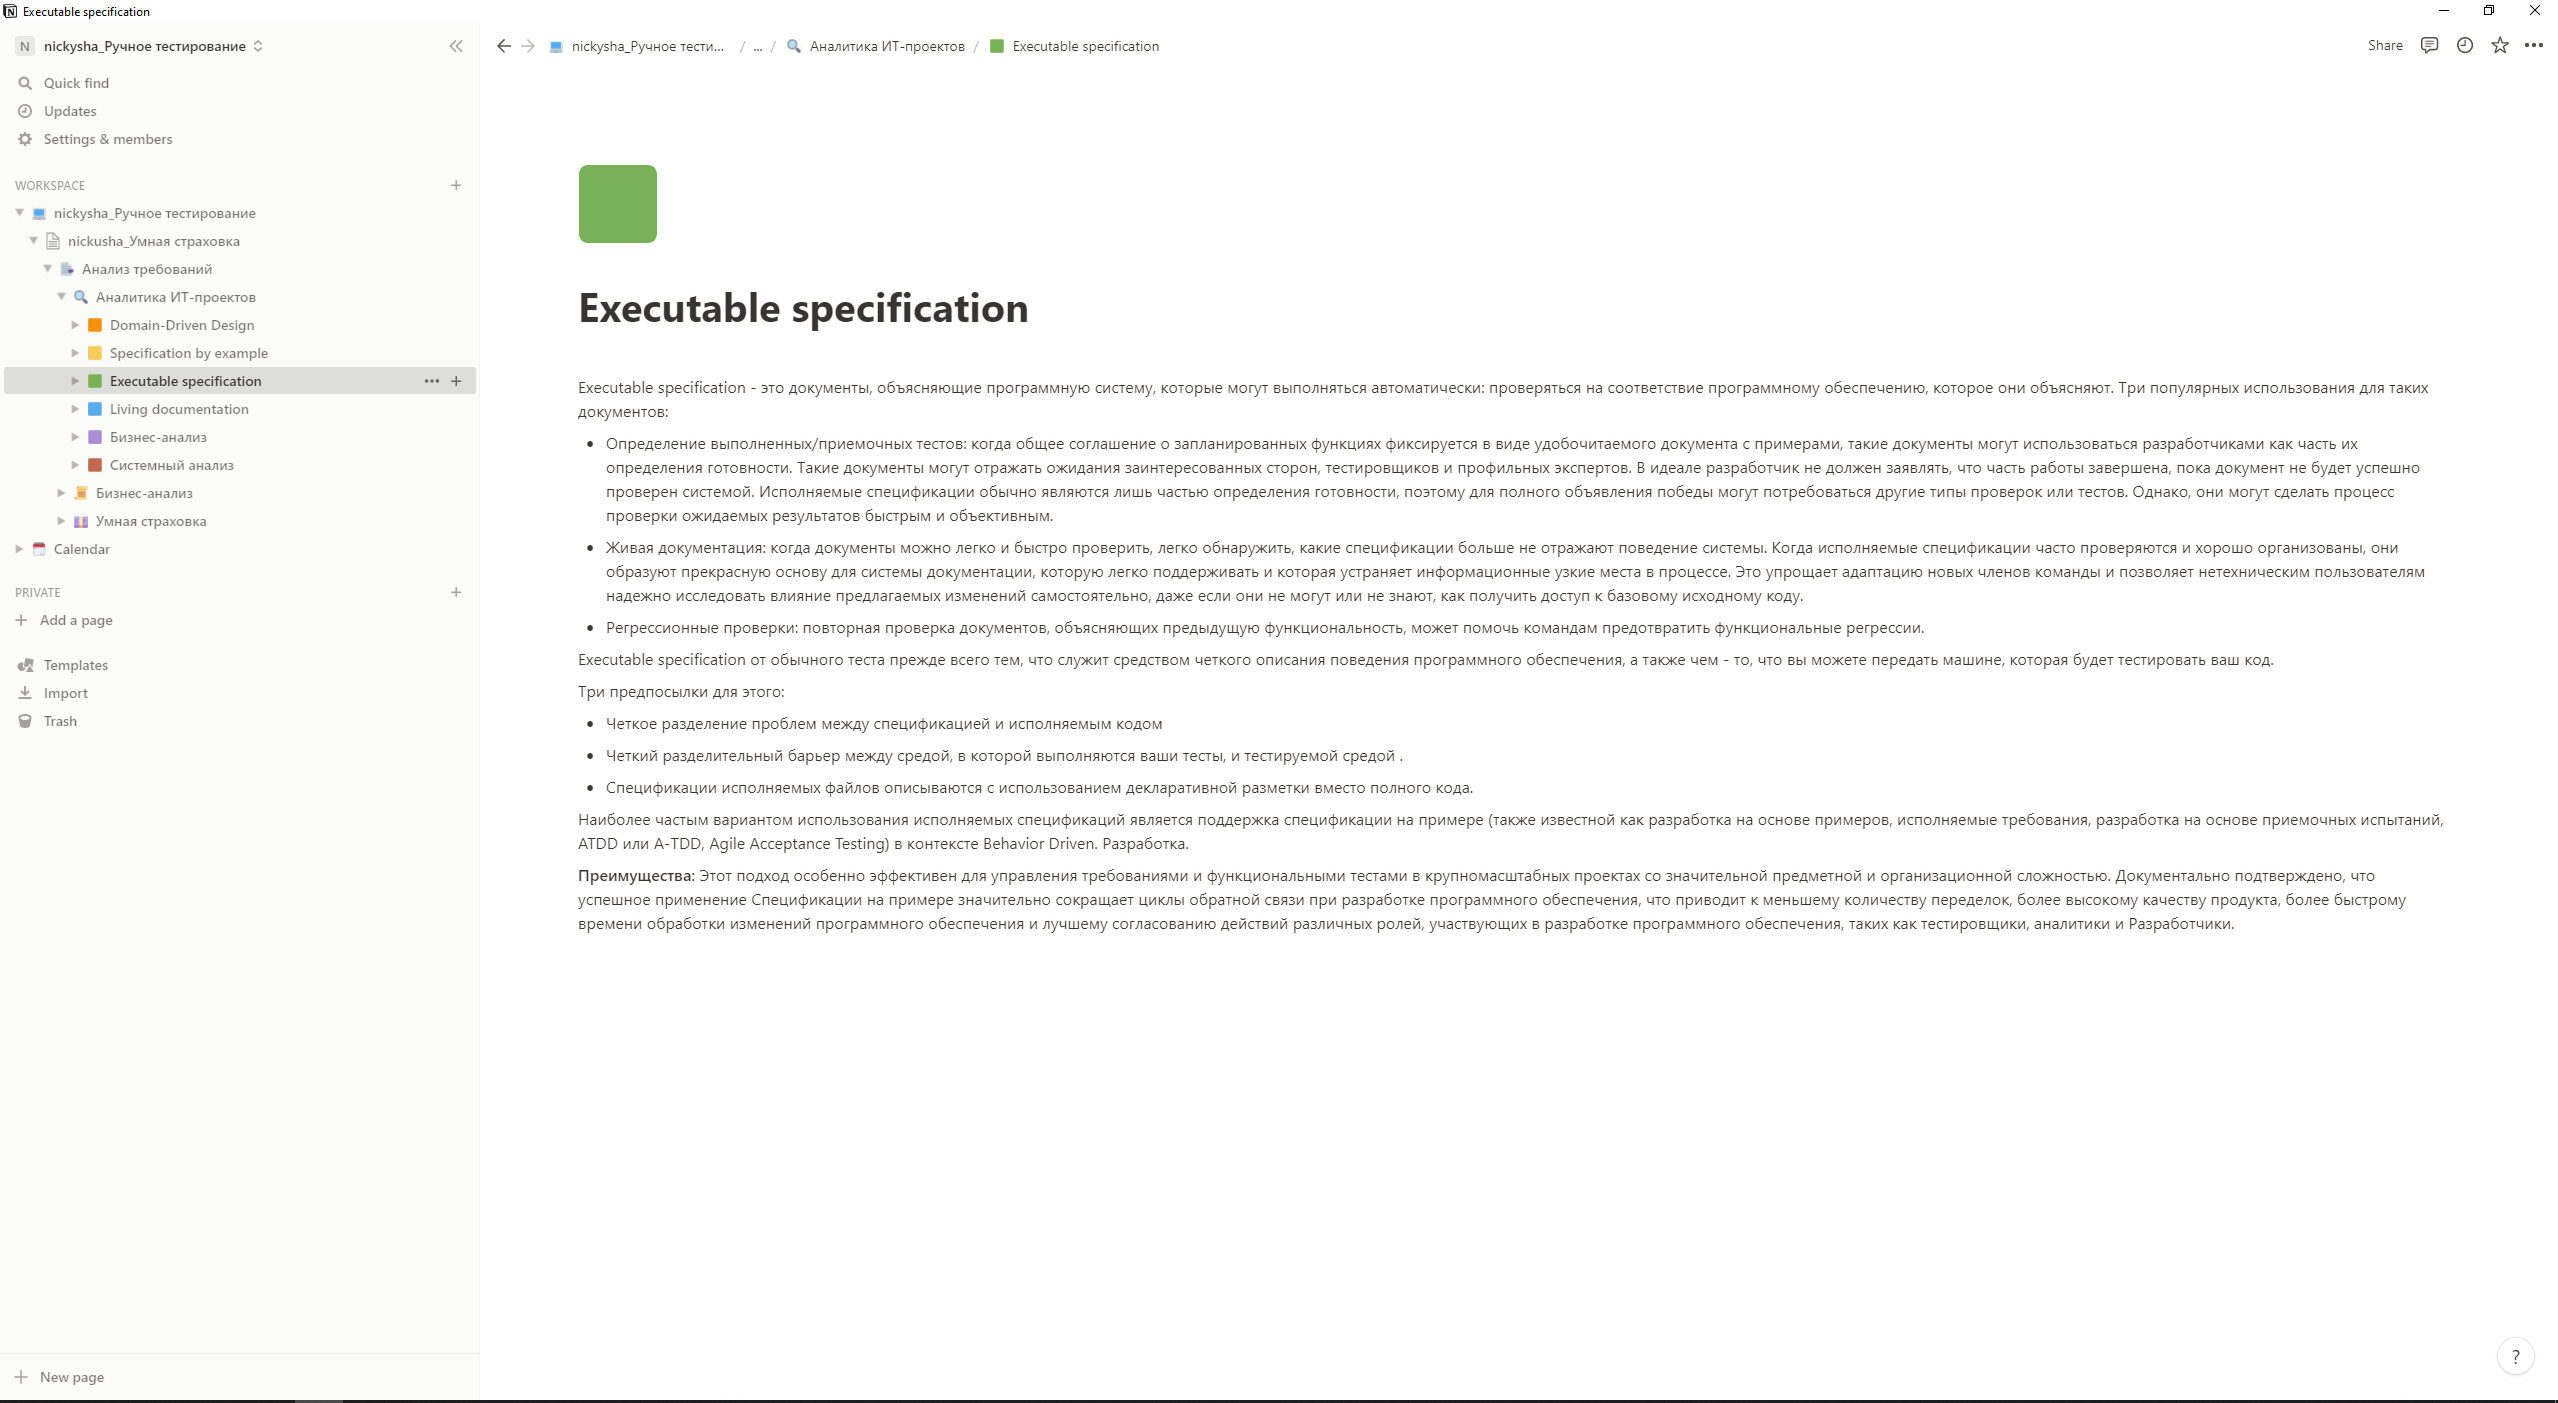 Executable specification
N nickysha_Ручное тестирование
Quick find
Updates
Settings & members
WORKSPACE
nickysha_Ручное тестирование
nickusha_Умная страховка
Анализ требований
Аналитика ИТ-проектов
Domain-Driven Design
Specification by example
Executable specification
Living documentation
Бизнес-анализ
Системный анализ
Бизнес-анализ
Умная страховка
Calendar
PRIVATE
Add a page
Templates
Import
Trash
New page
nickysha_Ручное тести... / ... / Аналитика ИТ-проектов / Executable specification
Share
Executable specification
Executable specification - это документы, объясняющие программную систему, которые могут выполняться автоматически: проверяться на соответствие программному обеспечению, которое они объясняют. Три популярных использования для таких
документов:
• Определение выполненных/приемочных тестов: когда общее соглашение о запланированных функциях фиксируется в виде удобочитаемого документа с примерами, такие документы могут использоваться разработчиками как часть их
определения готовности. Такие документы могут отражать ожидания заинтересованных сторон, тестировщиков и профильных экспертов. В идеале разработчик не должен заявлять, что часть работы завершена, пока документ не будет успешно
проверен системой. Исполняемые спецификации обычно являются лишь частью определения готовности, поэтому для полного объявления победы могут потребоваться другие типы проверок или тестов. Однако, они могут сделать процесс
проверки ожидаемых результатов быстрым и объективным.
• Живая документация: когда документы можно легко и быстро проверить, легко обнаружить, какие спецификации больше не отражают поведение системы. Когда исполняемые спецификации часто проверяются и хорошо организованы, они
образуют прекрасную основу для системы документации, которую легко поддерживать и которая устраняет информационные узкие места в процессе. Это упрощает адаптацию новых членов команды и позволяет нетехническим пользователям
надежно исследовать влияние предлагаемых изменений самостоятельно, даже если они не могут или не знают, как получить доступ к базовому исходному коду.
• Регрессионные проверки: повторная проверка документов, объясняющих предыдущую функциональность, может помочь командам предотвратить функциональные регрессии.
Executable specification от обычного теста прежде всего тем, что служит средством четкого описания поведения программного обеспечения, а также чем - то, что вы можете передать машине, которая будет тестировать ваш код.
Три предпосылки для этого:
• Четкое разделение проблем между спецификацией и исполняемым кодом
• Четкий разделительный барьер между средой, в которой выполняются ваши тесты, и тестируемой средой .
• Спецификации исполняемых файлов описываются с использованием декларативной разметки вместо полного кода.
Наиболее частым вариантом использования исполняемых спецификаций является поддержка спецификации на примере (также известной как разработка на основе примеров, исполняемые требования, разработка на основе приемочных испытаний,
ATDD или A-TDD, Agile Acceptance Testing) в контексте Behavior Driven. Разработка.
Преимущества: Этот подход особенно эффективен для управления требованиями и функциональными тестами в крупномасштабных проектах со значительной предметной и организационной сложностью. Документально подтверждено, что
успешное применение Спецификации на примере значительно сокращает циклы обратной связи при разработке программного обеспечения, что приводит к меньшему количеству переделок, более высокому качеству продукта, более быстрому
времени обработки изменений программного обеспечения и лучшему согласованию действий различных ролей, участвующих в разработке программного обеспечения, таких как тестировщики, аналитики и Разработчики.
?